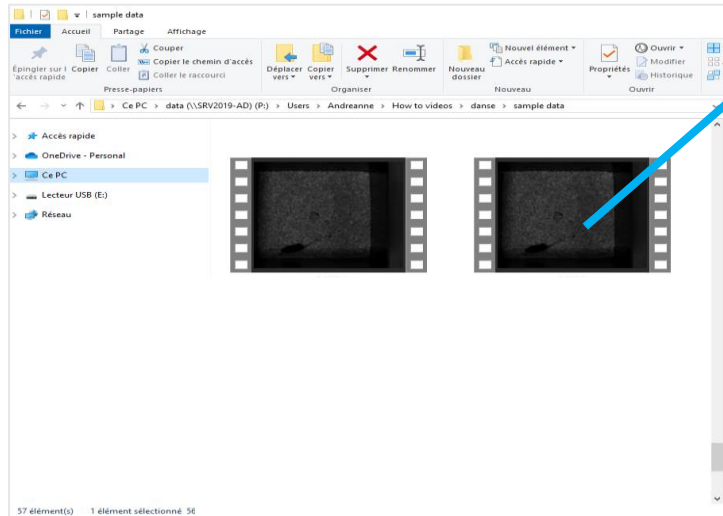 sample data
Fichier Accueil Partage Affichage
Épingler sur l'accès rapide Copier Coller
Couper
Copier le chemin d'accès
Coller le raccourci
Presse-papiers
Déplacer vers Copier vers Supprimer Renommer
Organiser
Nouveau dossier
Nouvel élément
Accès rapide
Nouveau
Propriétés
Ouvrir
Modifier
Historique
Ouvrir
Ce PC > data (\\SRV2019-AD) (P:) > Users > Andreanne > How to videos > danse > sample data
Accès rapide
OneDrive - Personal
Ce PC
Lecteur USB (E:)
Réseau
57 élément(s) 1 élément sélectionné 56